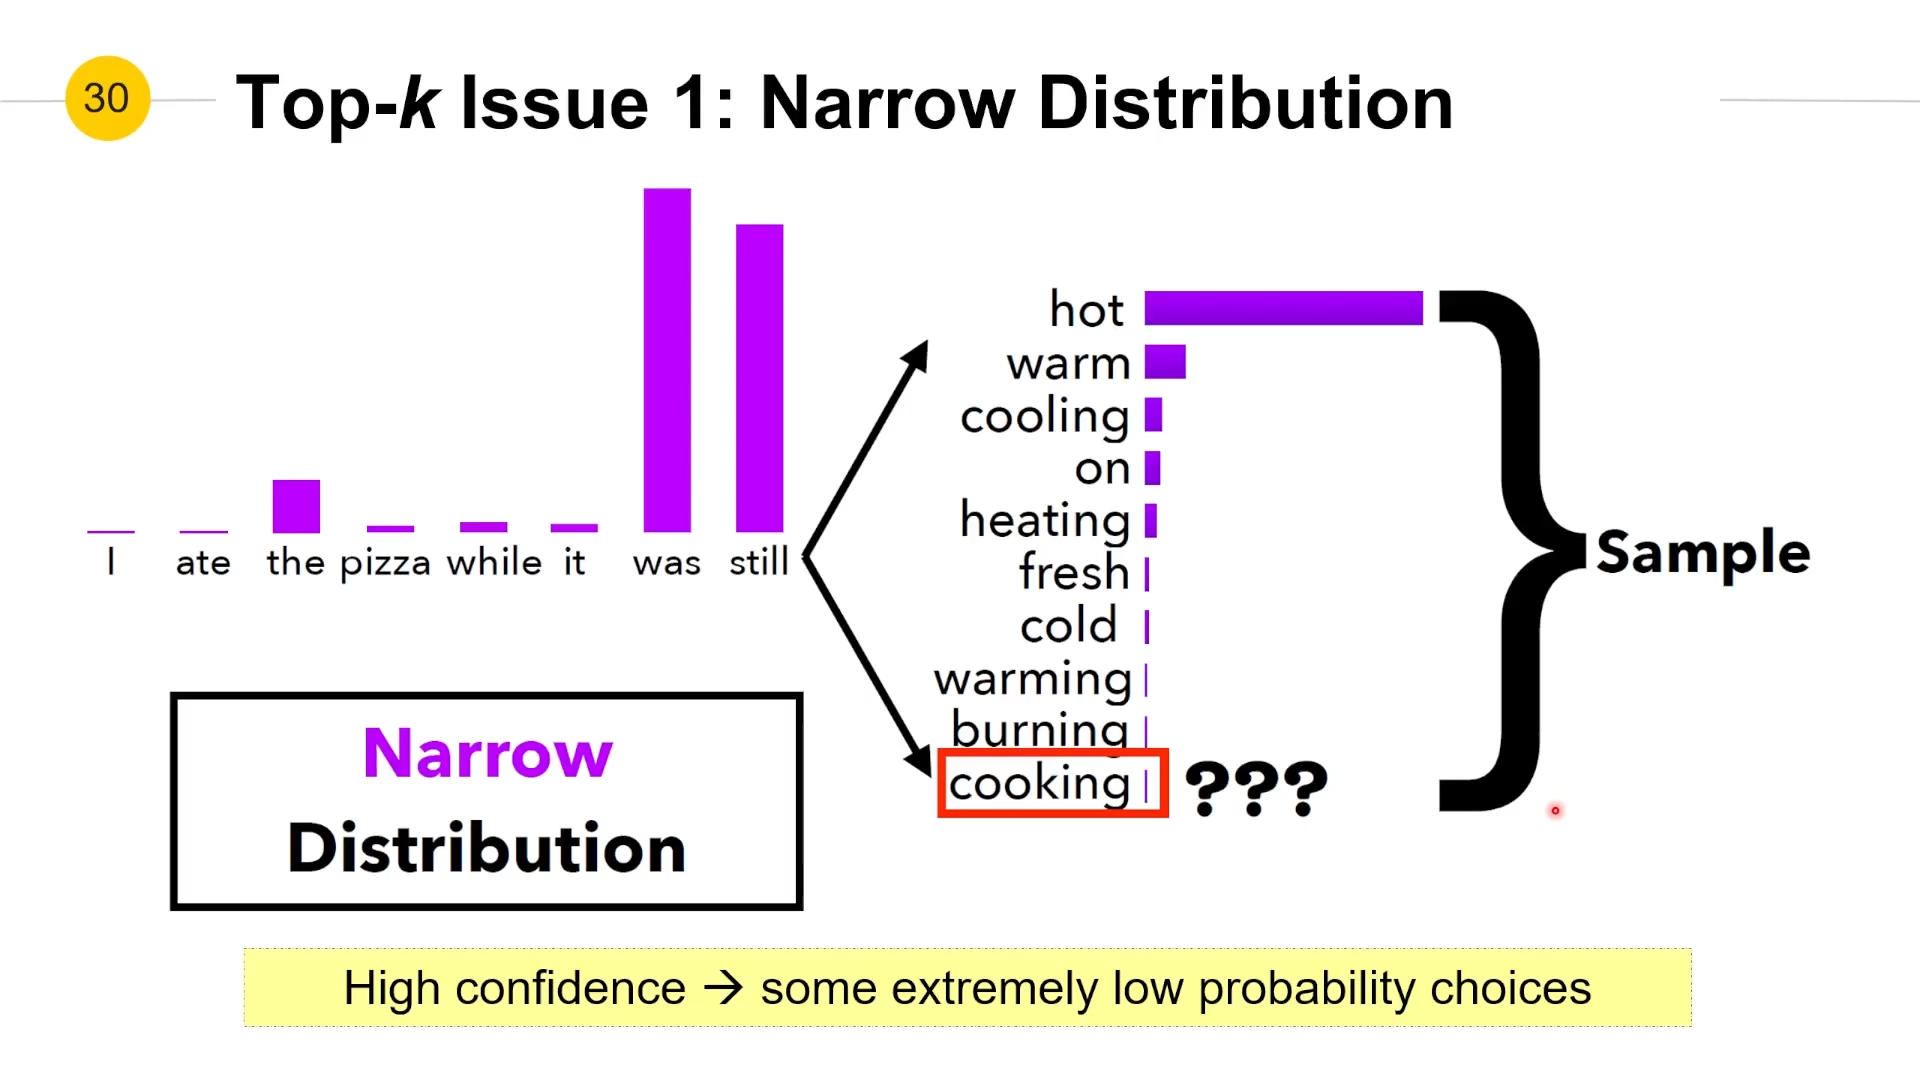 30
Top-k Issue 1: Narrow Distribution
I ate the pizza while it was still
hot
warm
cooling
on
heating
fresh
cold
warming
burning
cooking ???
Sample
Narrow
Distribution
High confidence → some extremely low probability choices